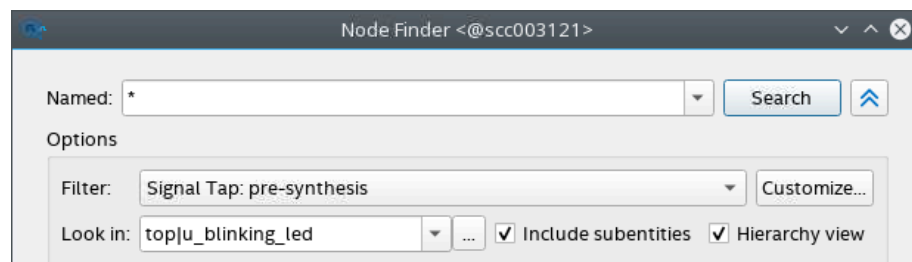 Node Finder <@scc003121>
Named: * Search
Options
Filter: Signal Tap: pre-synthesis Customize...
Look in: top|u_blinking_led ... Include subentities Hierarchy view